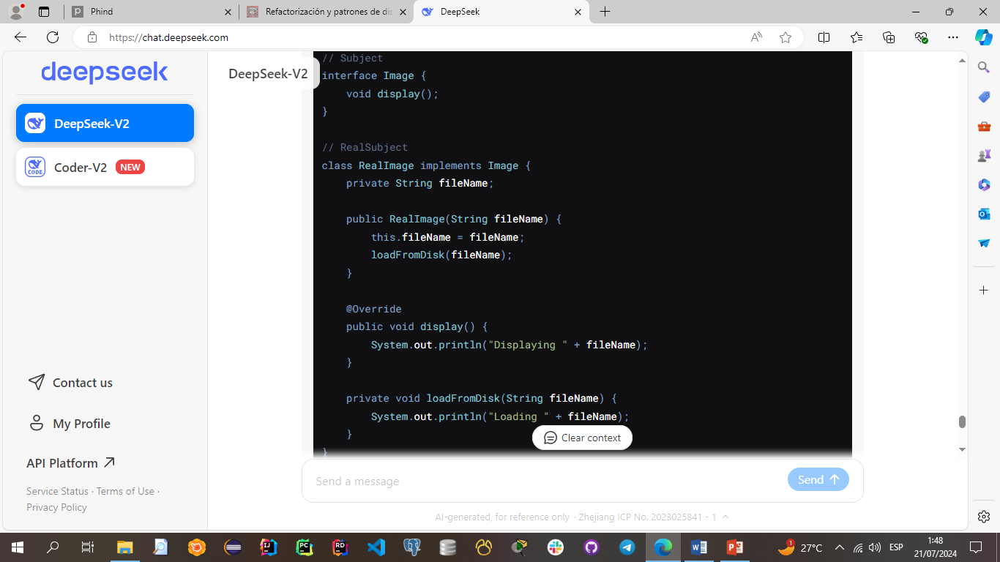 Phind
Refactorización y patrones de dis
DeepSeek
https://chat.deepseek.com
deepseek
DeepSeek-V2
CODE
Coder-V2 NEW
Contact us
My Profile
API Platform
Service Status · Terms of Use ·
Privacy Policy
DeepSeek-V2
// Subject
interface Image {
    void display();
}
// RealSubject
class RealImage implements Image {
    private String fileName;
    public RealImage(String fileName) {
        this.fileName = fileName;
        loadFromDisk(fileName);
    }
    @Override
    public void display() {
        System.out.println("Displaying " + fileName);
    }
    private void loadFromDisk(String fileName) {
        System.out.println("Loading " + fileName);
    }
}
Clear context
Send a message
Send
AI-generated, for reference only · Zhejiang ICP No. 2023025841 - 1
27°C
ESP
1:48
21/07/2024